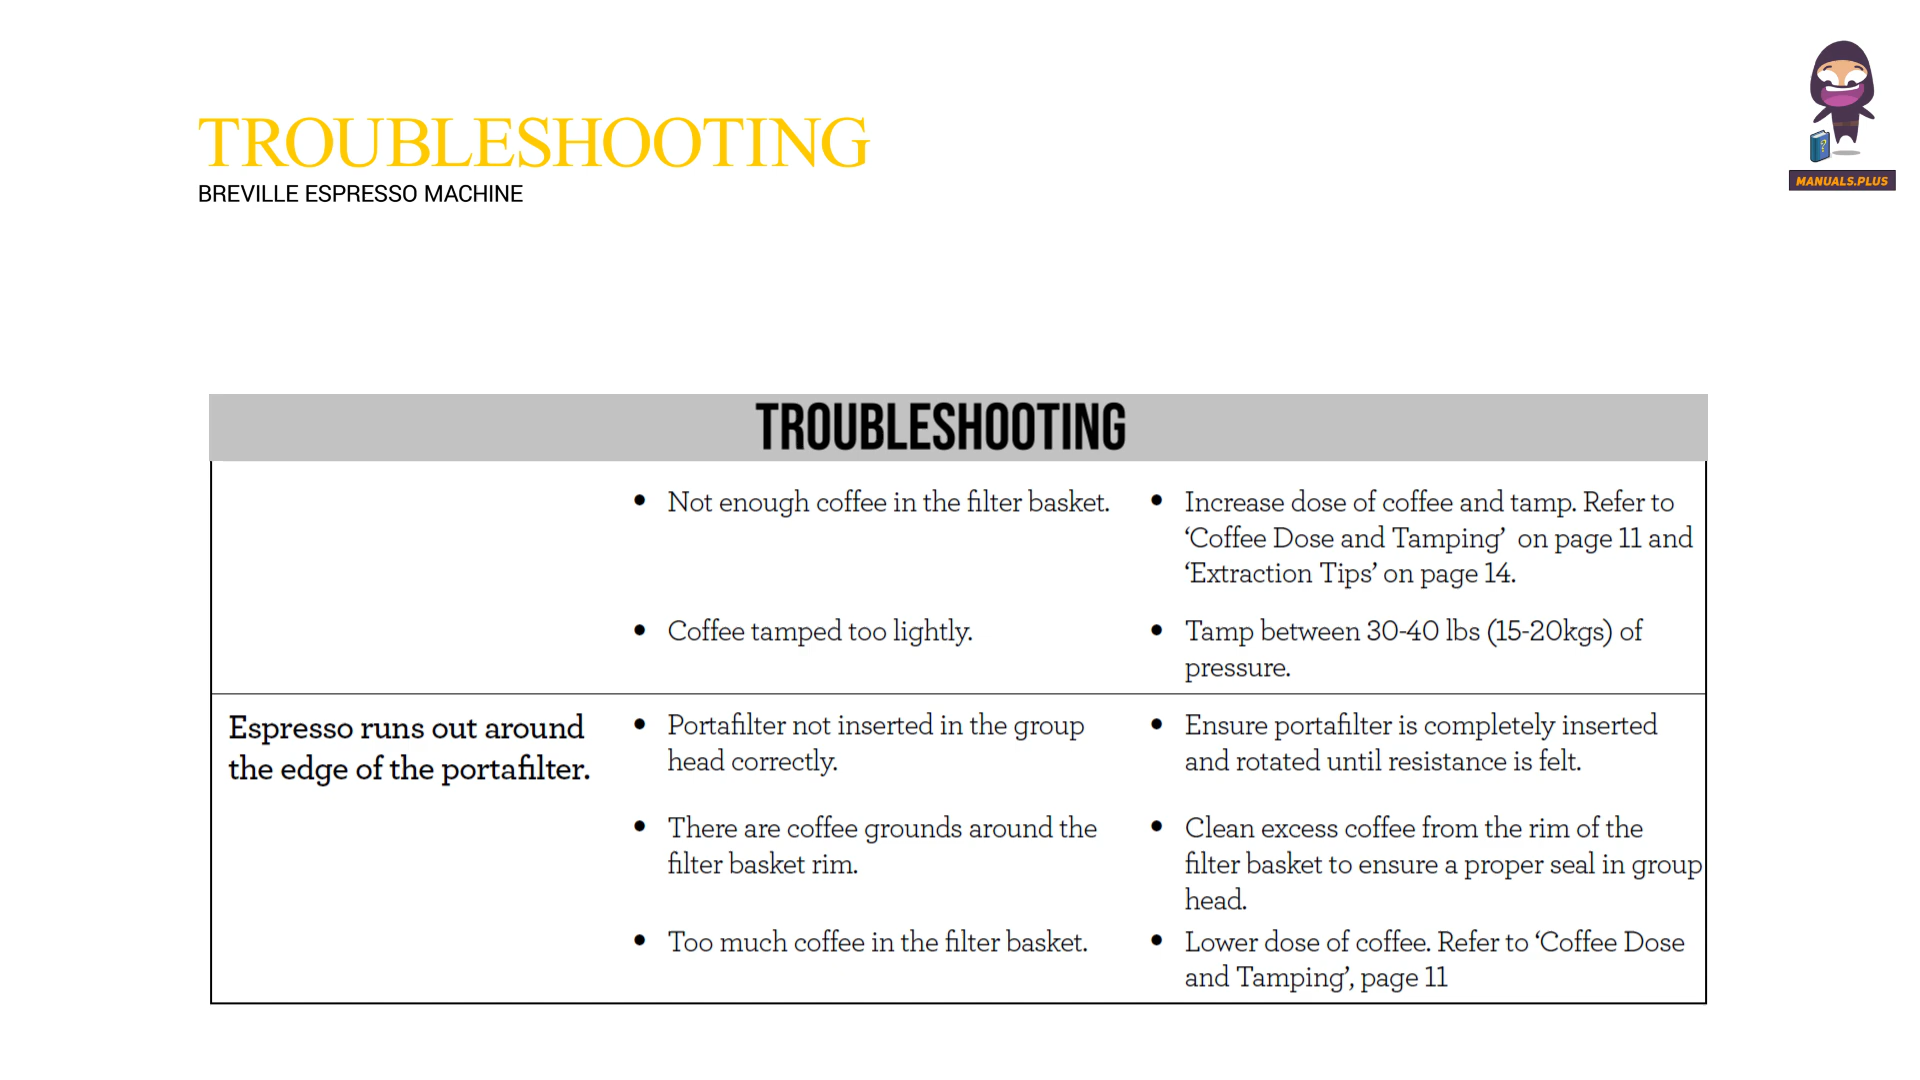 TROUBLESHOOTING
BREVILLE ESPRESSO MACHINE
?
MANUALS.PLUS
TROUBLESHOOTING
• Not enough coffee in the filter basket.
• Increase dose of coffee and tamp. Refer to
‘Coffee Dose and Tamping’ on page 11 and
‘Extraction Tips’ on page 14.
• Coffee tamped too lightly.
• Tamp between 30-40 lbs (15-20kgs) of
pressure.
Espresso runs out around
the edge of the portafilter.
• Portafilter not inserted in the group
head correctly.
• Ensure portafilter is completely inserted
and rotated until resistance is felt.
• There are coffee grounds around the
filter basket rim.
• Clean excess coffee from the rim of the
filter basket to ensure a proper seal in group
head.
• Too much coffee in the filter basket.
• Lower dose of coffee. Refer to ‘Coffee Dose
and Tamping’, page 11